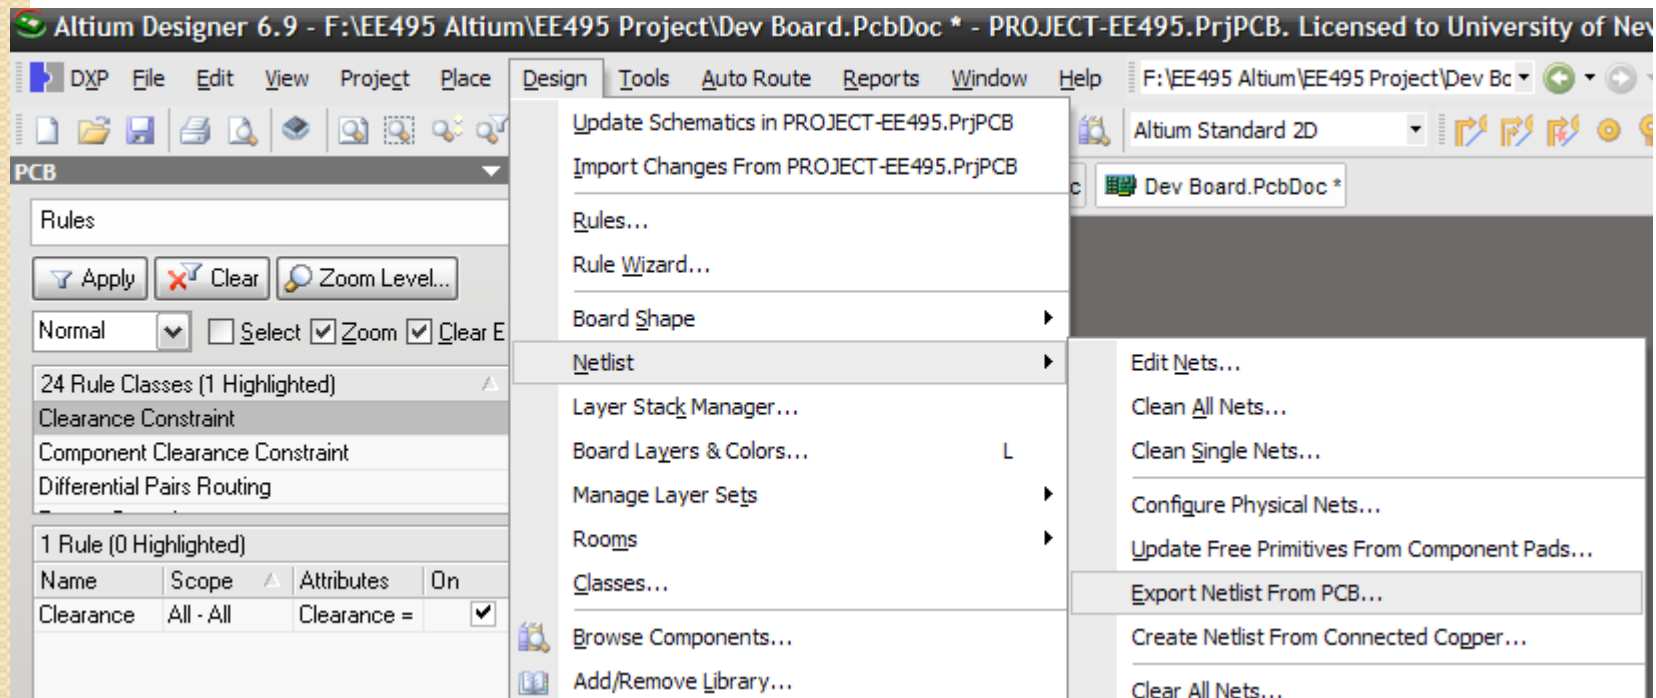 Altium Designer 6.9 - F:\EE495 Altium\EE495 Project\Dev Board.PcbDoc * - PROJECT-EE495.PrjPCB. Licensed to University of Nev
DXP File Edit View Project Place Design Tools Auto Route Reports Window Help F:\EE495 Altium\EE495 Project\Dev Bc
Altium Standard 2D
PCB
Rules
Apply Clear Zoom Level...
Normal Select Zoom Clear E
24 Rule Classes (1 Highlighted)
Clearance Constraint
Component Clearance Constraint
Differential Pairs Routing
1 Rule (0 Highlighted)
Name Scope Attributes On
Clearance All - All Clearance =
Update Schematics in PROJECT-EE495.PrjPCB
Import Changes From PROJECT-EE495.PrjPCB
Rules...
Rule Wizard...
Board Shape
Netlist
Layer Stack Manager...
Board Layers & Colors... L
Manage Layer Sets
Rooms
Classes...
Browse Components...
Add/Remove Library...
c Dev Board.PcbDoc *
Edit Nets...
Clean All Nets...
Clean Single Nets...
Configure Physical Nets...
Update Free Primitives From Component Pads...
Export Netlist From PCB...
Create Netlist From Connected Copper...
Clear All Nets...